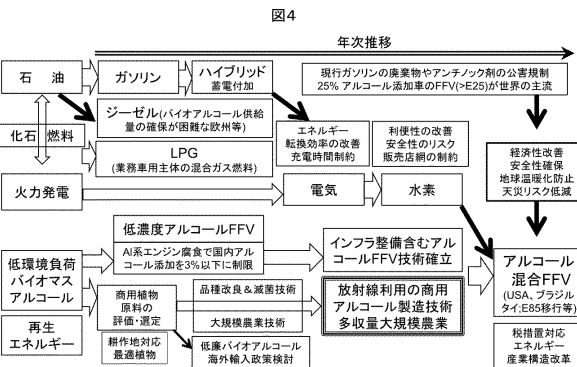 図4
年次推移
石　油
ガソリン
ハイブリッド
蓄電付加
現行ガソリンの廃棄物やアンチノック剤の公害規制
25% アルコール添加車のFFV(>E25)が世界の主流
ジーゼル(バイオアルコール供給
量の確保が困難な欧州等)
化石　燃料
LPG
(業務車用主体の混合ガス燃料)
エネルギー
転換効率の改善
充電時間制約
利便性の改善
安全性のリスク
販売店網の制約
経済性改善
安全性確保
地球温暖化防止
天災リスク低減
火力発電
電気
水素
低濃度アルコールFFV
Al系エンジン腐食で国内アル
コール添加を3%以下に制限
インフラ整備含むアル
コールFFV技術確立
低環境負荷
バイオマス
アルコール
商用植物
原料の
評価・選定
品種改良&滅菌技術
大規模農業技術
放射線利用の商用
アルコール製造技術
多収量大規模農業
アルコール
混合FFV
(USA、ブラジル
タイ;E85移行等)
再生
エネルギー
耕作地対応
最適植物
低廉バイオアルコール
海外輸入政策検討
税措置対応
エネルギー
産業構造改革